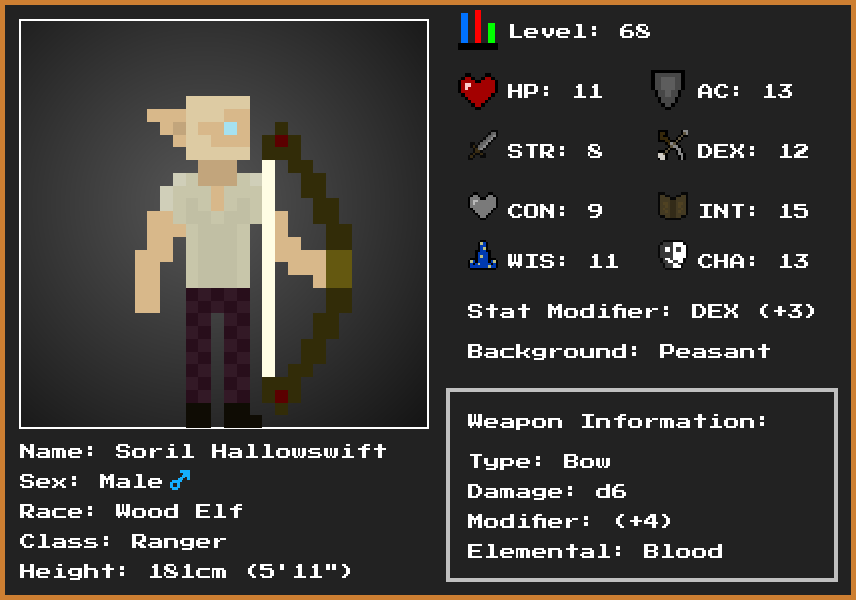 Level: 68
HP: 11 AC: 13
STR: 8 DEX: 12
CON: 9 INT: 15
WIS: 11 CHA: 13
Stat Modifier: DEX (+3)
Background: Peasant
Weapon Information:
Type: Bow
Damage: d6
Modifier: (+4)
Elemental: Blood
Name: Soril Hallowswift
Sex: Male ♂
Race: Wood Elf
Class: Ranger
Height: 181cm (5'11")